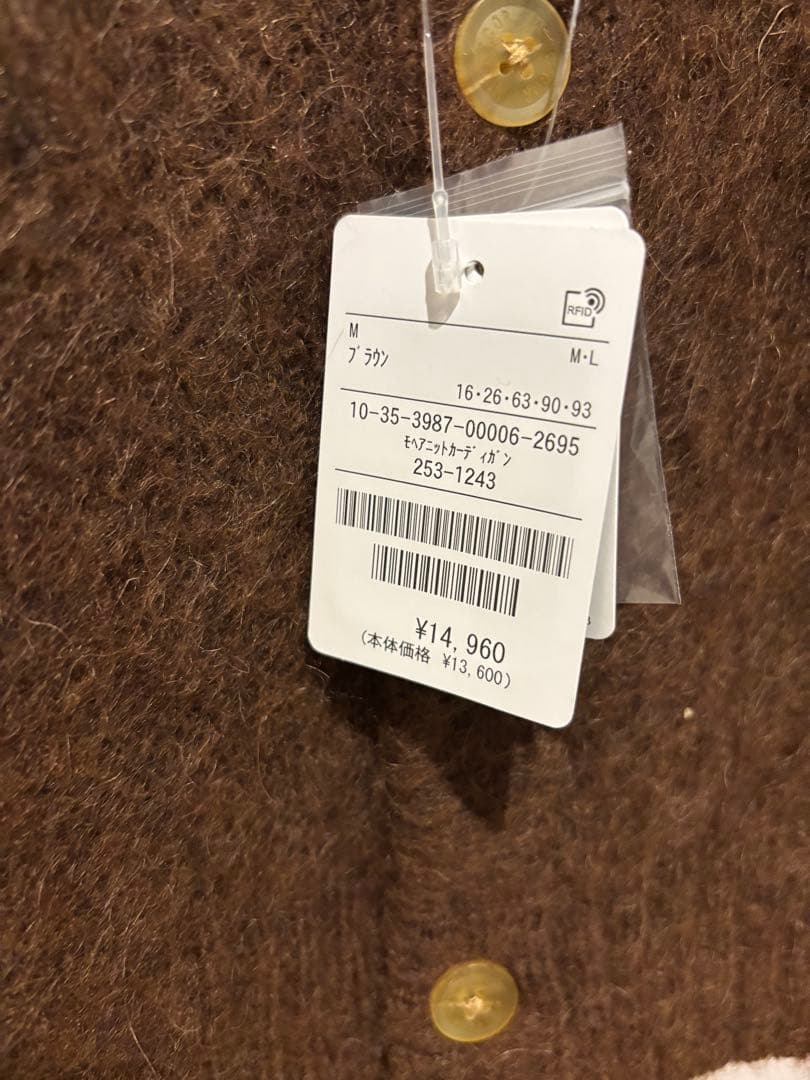 RFID
M
ブラウン
M・L
16・26・63・90・93
10-35-3987-00006-2695
モヘアニットカーディガン
253-1243
¥14,960
(本体価格 ¥13,600)